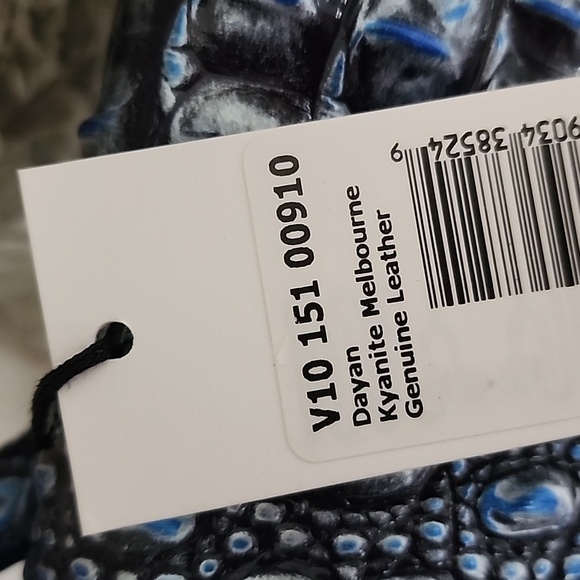 V10 151 00910
Dayan
Kyanite Melbourne
Genuine Leather
9034 38524